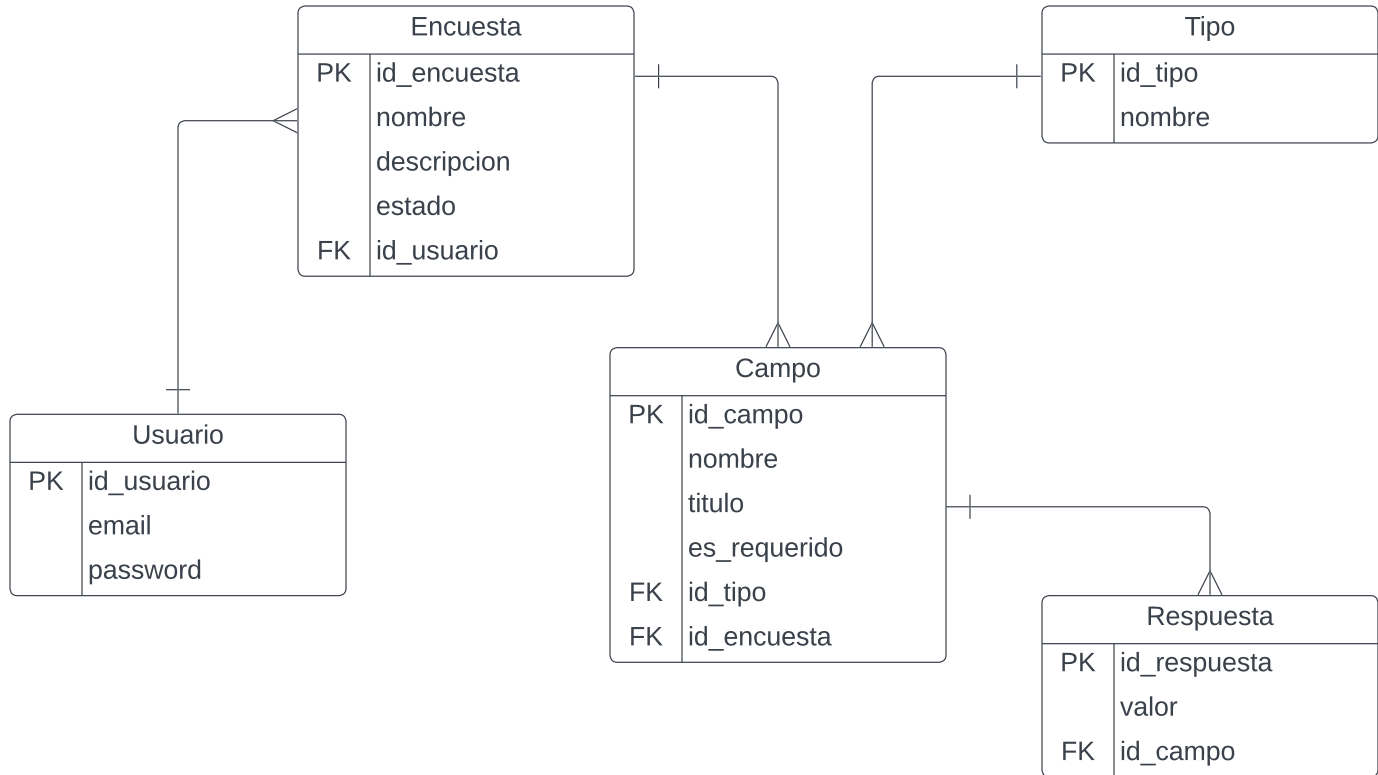 Encuesta
PK id_encuesta
nombre
descripcion
estado
FK id_usuario
Tipo
PK id_tipo
nombre
Usuario
PK id_usuario
email
password
Campo
PK id_campo
nombre
titulo
es_requerido
FK id_tipo
FK id_encuesta
Respuesta
PK id_respuesta
valor
FK id_campo